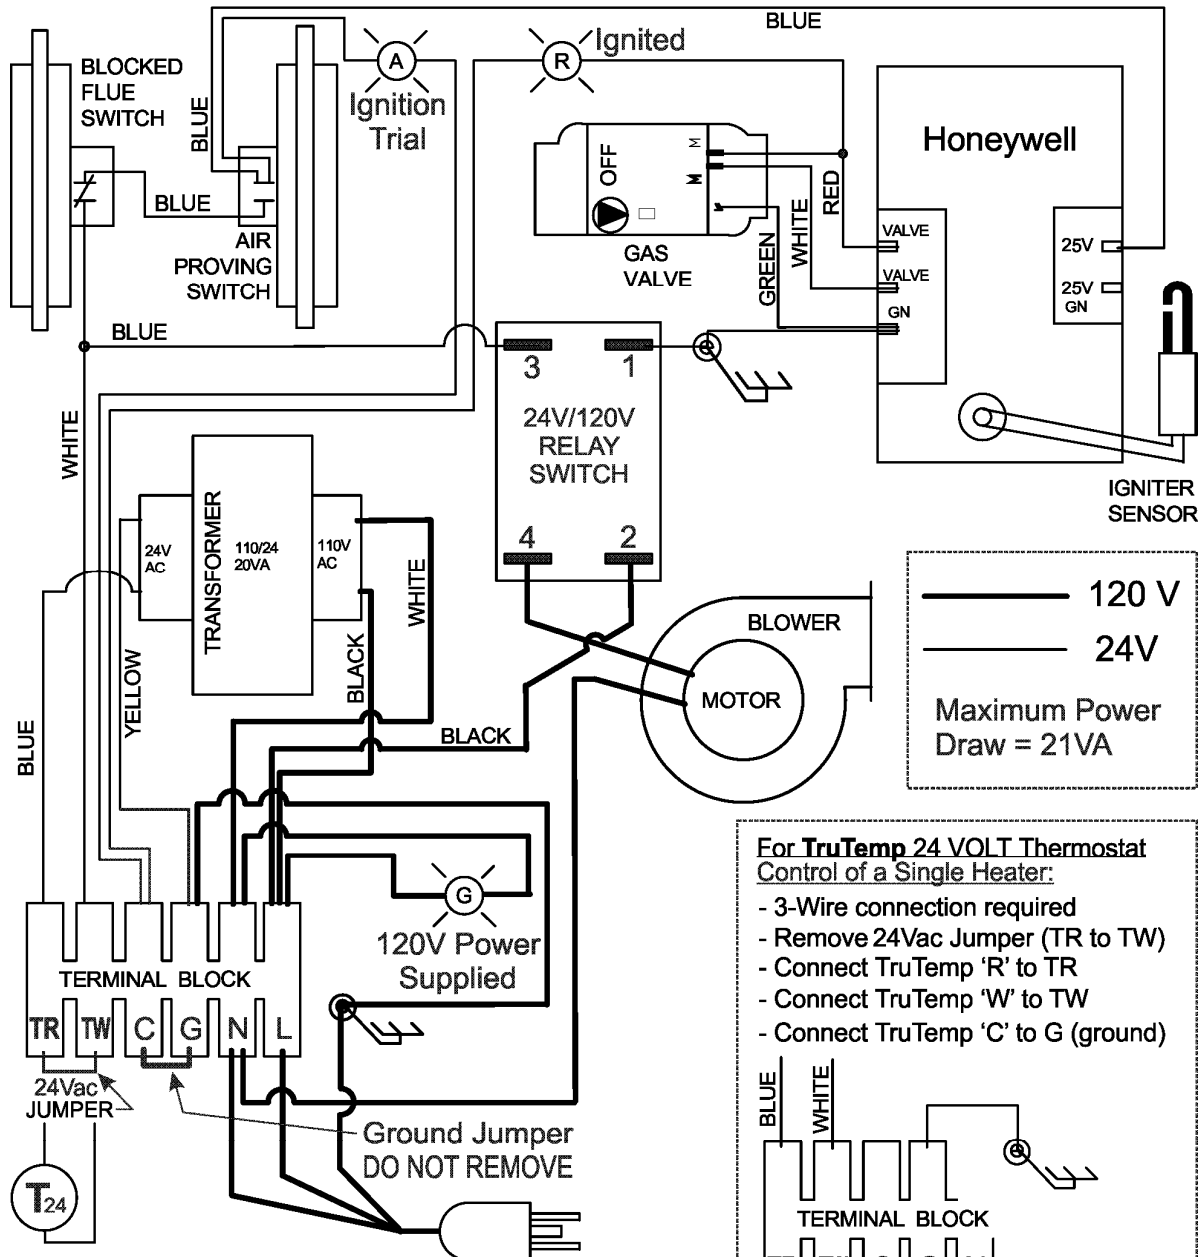 BLUE
Ignited
A
R
BLOCKED
FLUE
SWITCH
Ignition
Trial
BLUE
Honeywell
OFF
M
M
RED
WHITE
GREEN
BLUE
AIR
PROVING
SWITCH
GAS
VALVE
VALVE
VALVE
GN
25V
25V
GN
BLUE
3
1
24V/120V
RELAY
SWITCH
4
2
WHITE
IGNITER
SENSOR
24V
AC
TRANSFORMER
110/24
20VA
110V
AC
WHITE
BLACK
YELLOW
BLUE
BLACK
BLOWER
MOTOR
120 V
24V
Maximum Power
Draw = 21VA
G
120V Power
Supplied
TERMINAL BLOCK
TR TW C G N L
24Vac
JUMPER
Ground Jumper
DO NOT REMOVE
T24
For TruTemp 24 VOLT Thermostat
Control of a Single Heater:
- 3-Wire connection required
- Remove 24Vac Jumper (TR to TW)
- Connect TruTemp ‘R’ to TR
- Connect TruTemp ‘W’ to TW
- Connect TruTemp ‘C’ to G (ground)
BLUE
WHITE
TERMINAL BLOCK